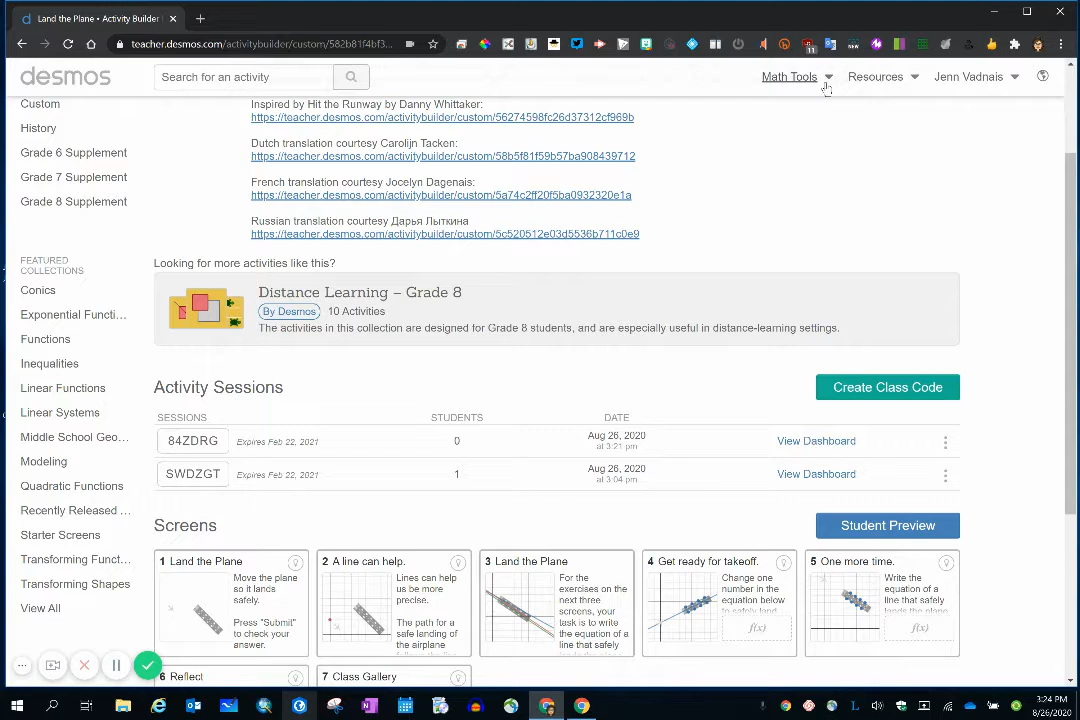 Land the Plane • Activity Builder
teacher.desmos.com/activitybuilder/custom/582b81f4bf3...
11
NEW
desmos
Search for an activity
Math Tools
Resources
Jenn Vadnais
Custom
History
Grade 6 Supplement
Grade 7 Supplement
Grade 8 Supplement
FEATURED
COLLECTIONS
Conics
Exponential Functi...
Functions
Inequalities
Linear Functions
Linear Systems
Middle School Geo...
Modeling
Quadratic Functions
Recently Released ...
Starter Screens
Transforming Funct...
Transforming Shapes
View All
Inspired by Hit the Runway by Danny Whittaker:
https://teacher.desmos.com/activitybuilder/custom/56274598fc26d37312cf969b
Dutch translation courtesy Carolijn Tacken:
https://teacher.desmos.com/activitybuilder/custom/58b5f81f59b57ba908439712
French translation courtesy Jocelyn Dagenais:
https://teacher.desmos.com/activitybuilder/custom/5a74c2ff20f5ba0932320e1a
Russian translation courtesy Дарья Лыткина
https://teacher.desmos.com/activitybuilder/custom/5c520512e03d5536b711c0e9
Looking for more activities like this?
Distance Learning – Grade 8
By Desmos 10 Activities
The activities in this collection are designed for Grade 8 students, and are especially useful in distance-learning settings.
Activity Sessions
Create Class Code
SESSIONS STUDENTS DATE
84ZDRG Expires Feb 22, 2021 0 Aug 26, 2020 at 3:21 pm View Dashboard
SWDZGT Expires Feb 22, 2021 1 Aug 26, 2020 at 3:04 pm View Dashboard
Screens
Student Preview
1 Land the Plane
Move the plane
so it lands
safely.
Press "Submit"
to check your
answer.
2 A line can help.
Lines can help
us be more
precise.
The path for a
safe landing of
the airplane
3 Land the Plane
For the
exercises on the
next three
screens, your
task is to write
the equation of a
line that safely
4 Get ready for takeoff.
Change one
number in the
equation below
to safely land
f(x)
5 One more time.
Write the
equation of a
line that safely
lands the plane
f(x)
6 Reflect
7 Class Gallery
3:24 PM
8/26/2020